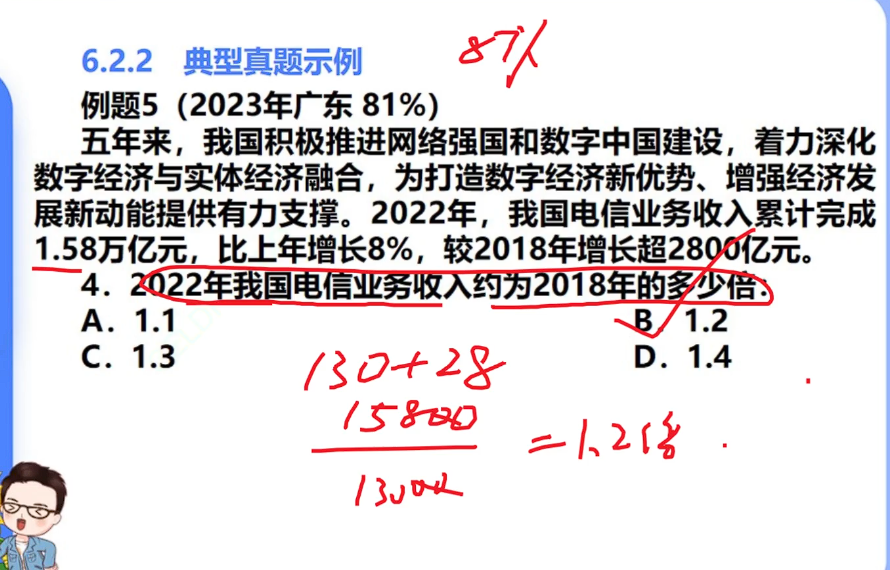 6.2.2 典型真题示例
87%
例题5（2023年广东 81%）
五年来，我国积极推进网络强国和数字中国建设，着力深化
数字经济与实体经济融合，为打造数字经济新优势、增强经济发
展新动能提供有力支撑。2022年，我国电信业务收入累计完成
1.58万亿元，比上年增长8%，较2018年增长超2800亿元。
4．2022年我国电信业务收入约为2018年的多少倍：
A．1.1
B．1.2
C．1.3
D．1.4
130+28
15800
13000
=1.2倍